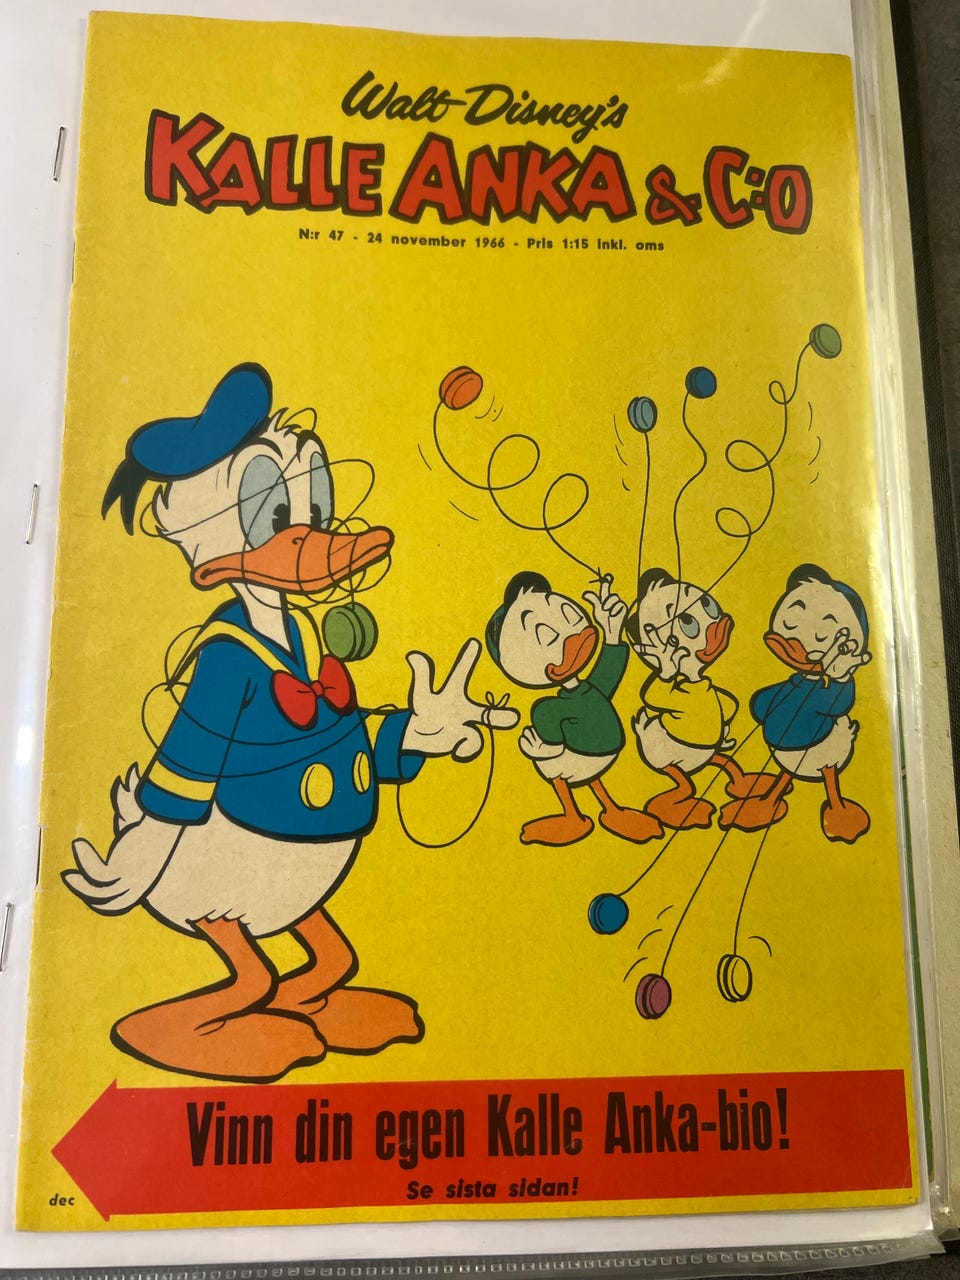 Walt Disney's
KALLE ANKA & C:O
N:r 47 - 24 november 1966 - Pris 1:15 inkl. oms
Vinn din egen Kalle Anka-bio!
Se sista sidan!
dec